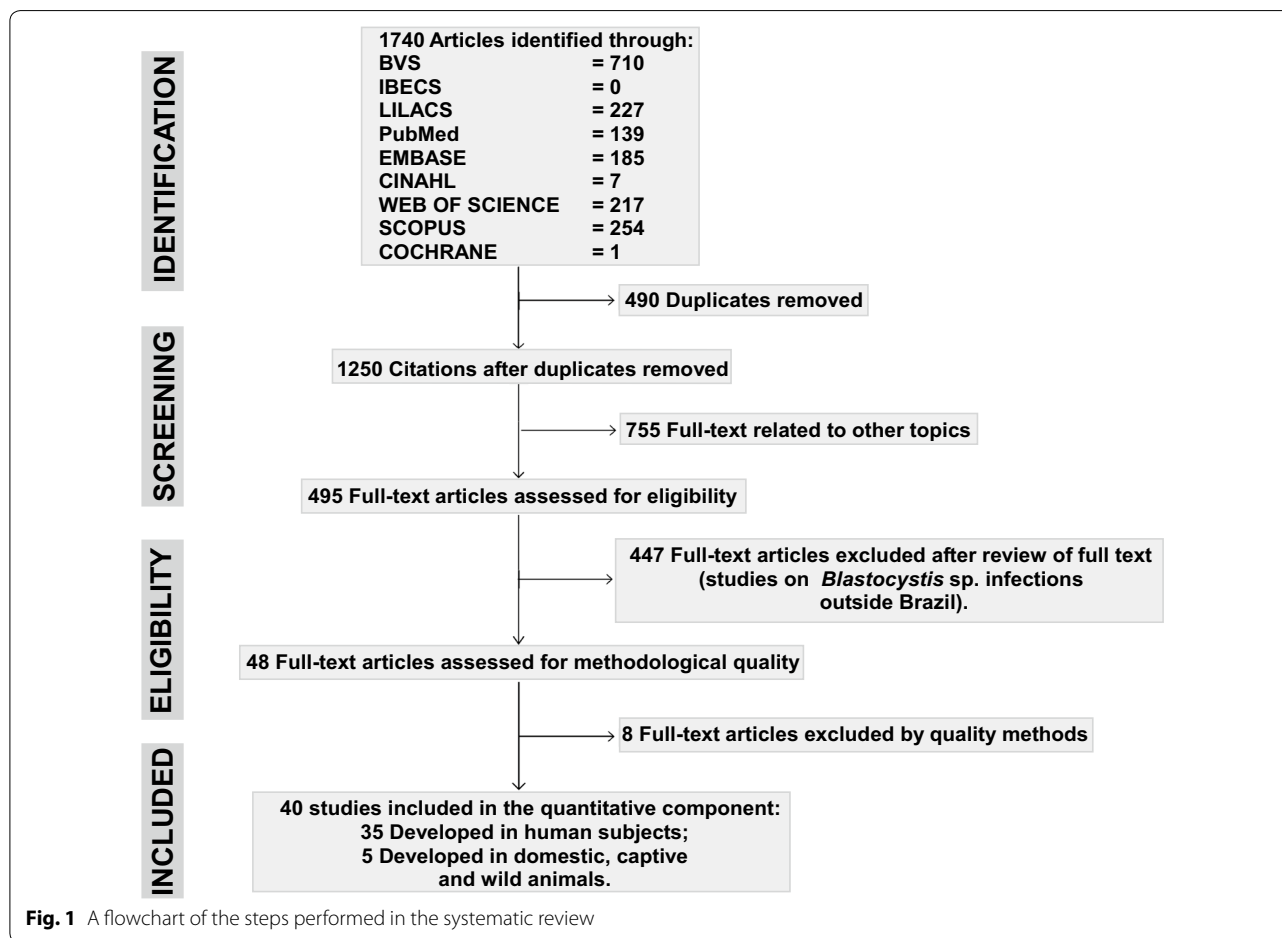 IDENTIFICATION
1740 Articles identified through:
BVS = 710
IBECS = 0
LILACS = 227
PubMed = 139
EMBASE = 185
CINAHL = 7
WEB OF SCIENCE = 217
SCOPUS = 254
COCHRANE = 1
490 Duplicates removed
SCREENING
1250 Citations after duplicates removed
755 Full-text related to other topics
495 Full-text articles assessed for eligibility
ELIGIBILITY
447 Full-text articles excluded after review of full text
(studies on Blastocystis sp. infections
outside Brazil).
48 Full-text articles assessed for methodological quality
8 Full-text articles excluded by quality methods
INCLUDED
40 studies included in the quantitative component:
35 Developed in human subjects;
5 Developed in domestic, captive
and wild animals.
Fig. 1 A flowchart of the steps performed in the systematic review